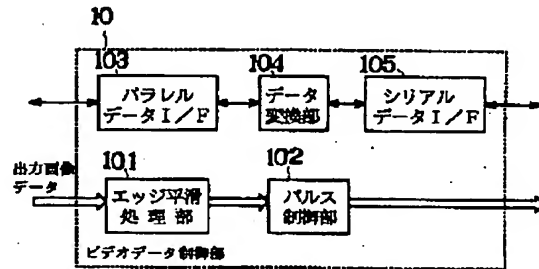 10
103
104
105
パラレル
データI/F
データ
変換部
シリアル
データI/F
出力画像
データ
101
102
エッジ平滑
処理部
パルス
制御部
ビデオデータ制御部